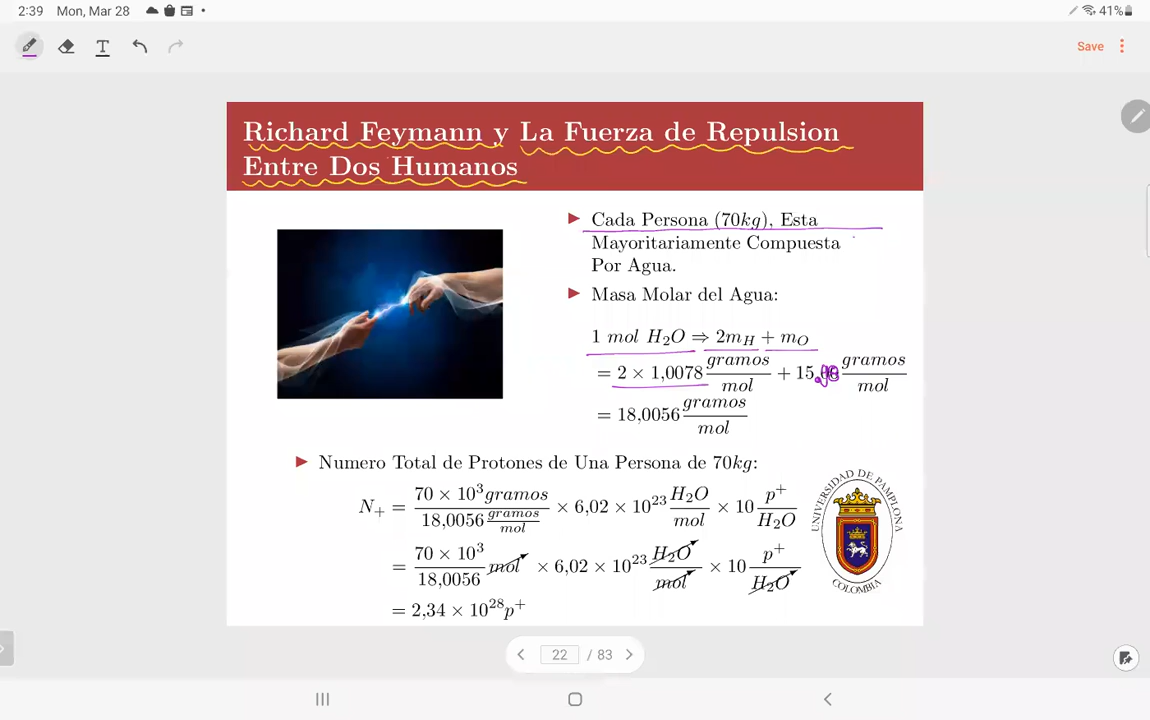 2:39 Mon, Mar 28
41%
T
Save
Richard Feymann y La Fuerza de Repulsion
Entre Dos Humanos
Cada Persona (70kg), Esta
Mayoritariamente Compuesta
Por Agua.
Masa Molar del Agua:
1 mol H₂O ⇒ 2m_H + m_O
= 2 × 1,0078 gramos/mol + 15, gramos/mol
= 18,0056 gramos/mol
Numero Total de Protones de Una Persona de 70kg:
N₊ = 70 × 10³gramos / 18,0056 gramos/mol × 6,02 × 10²³ H₂O/mol × 10 p⁺/H₂O
= 70 × 10³ / 18,0056 mol × 6,02 × 10²³ H₂O/mol × 10 p⁺/H₂O
= 2,34 × 10²⁸p⁺
UNIVERSIDAD DE PAMPLONA
COLOMBIA
22 / 83